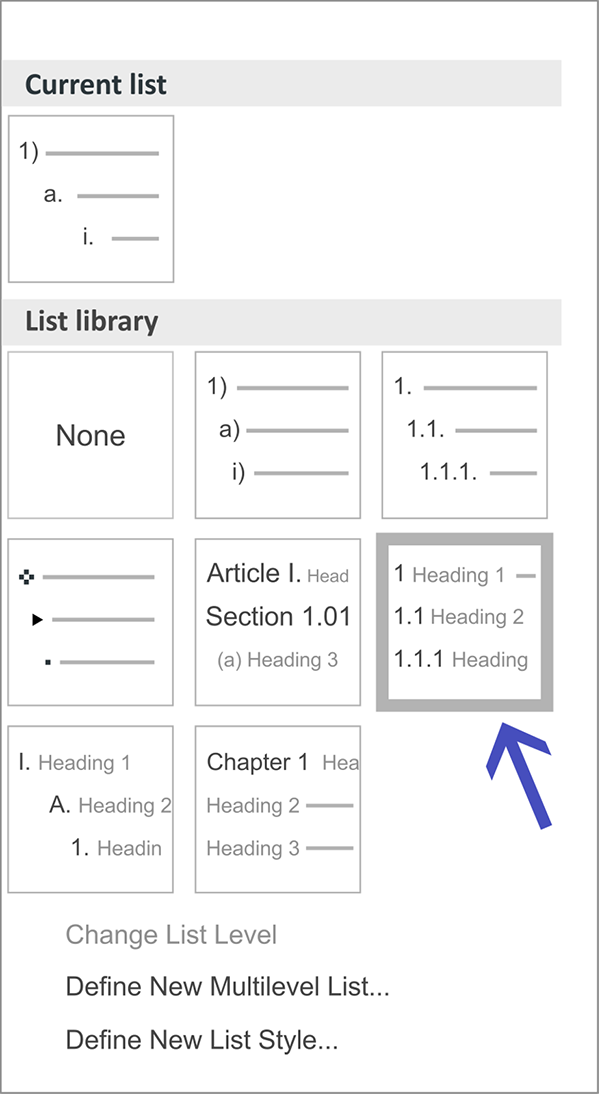 Current list
1)
a.
i.
List library
None
1)
a)
i)
1.
1.1.
1.1.1.
Article I. Head
Section 1.01
(a) Heading 3
1 Heading 1
1.1 Heading 2
1.1.1 Heading
I. Heading 1
A. Heading 2
1. Headin
Chapter 1 Hea
Heading 2
Heading 3
Change List Level
Define New Multilevel List...
Define New List Style...